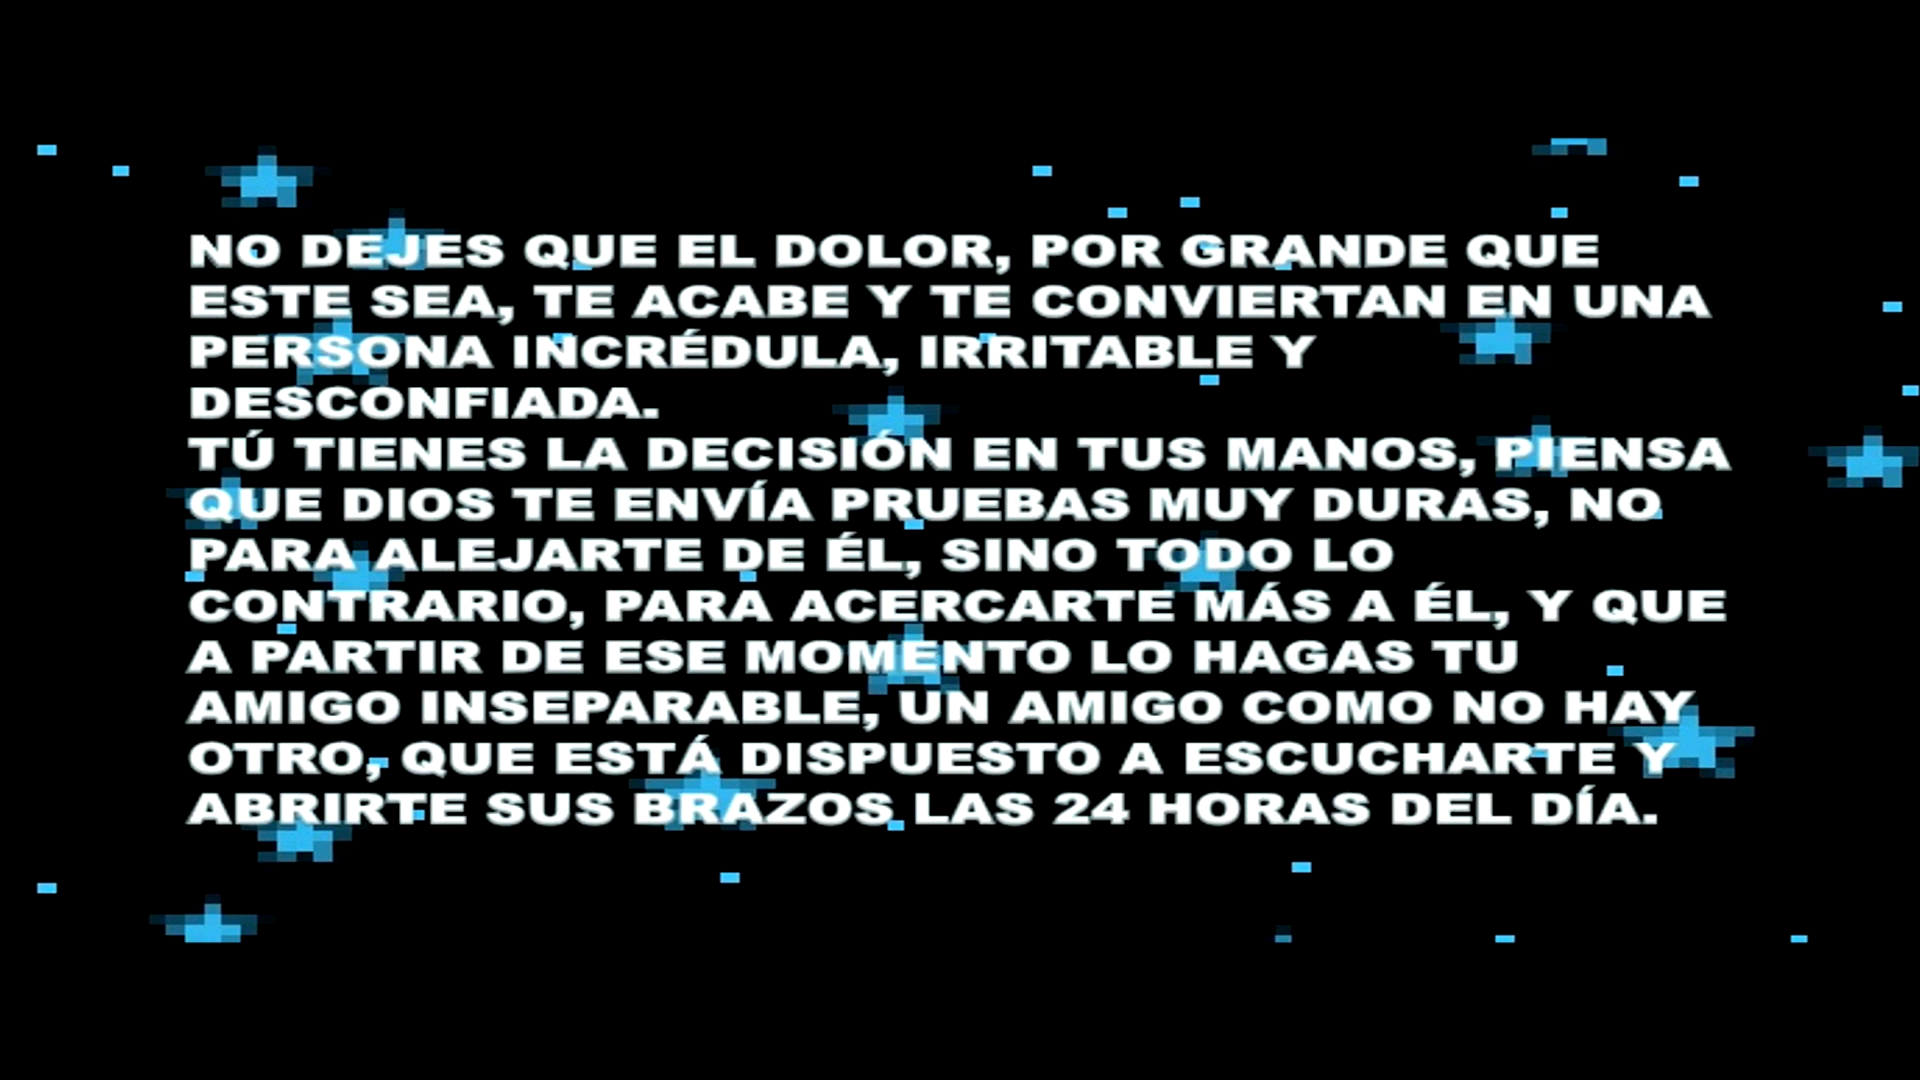 NO DEJES QUE EL DOLOR, POR GRANDE QUE
ESTE SEA, TE ACABE Y TE CONVIERTAN EN UNA
PERSONA INCRÉDULA, IRRITABLE Y
DESCONFIADA.
TÚ TIENES LA DECISIÓN EN TUS MANOS, PIENSA
QUE DIOS TE ENVÍA PRUEBAS MUY DURAS, NO
PARA ALEJARTE DE ÉL, SINO TODO LO
CONTRARIO, PARA ACERCARTE MÁS A ÉL, Y QUE
A PARTIR DE ESE MOMENTO LO HAGAS TU
AMIGO INSEPARABLE, UN AMIGO COMO NO HAY
OTRO, QUE ESTÁ DISPUESTO A ESCUCHARTE Y
ABRIRTE SUS BRAZOS LAS 24 HORAS DEL DÍA.